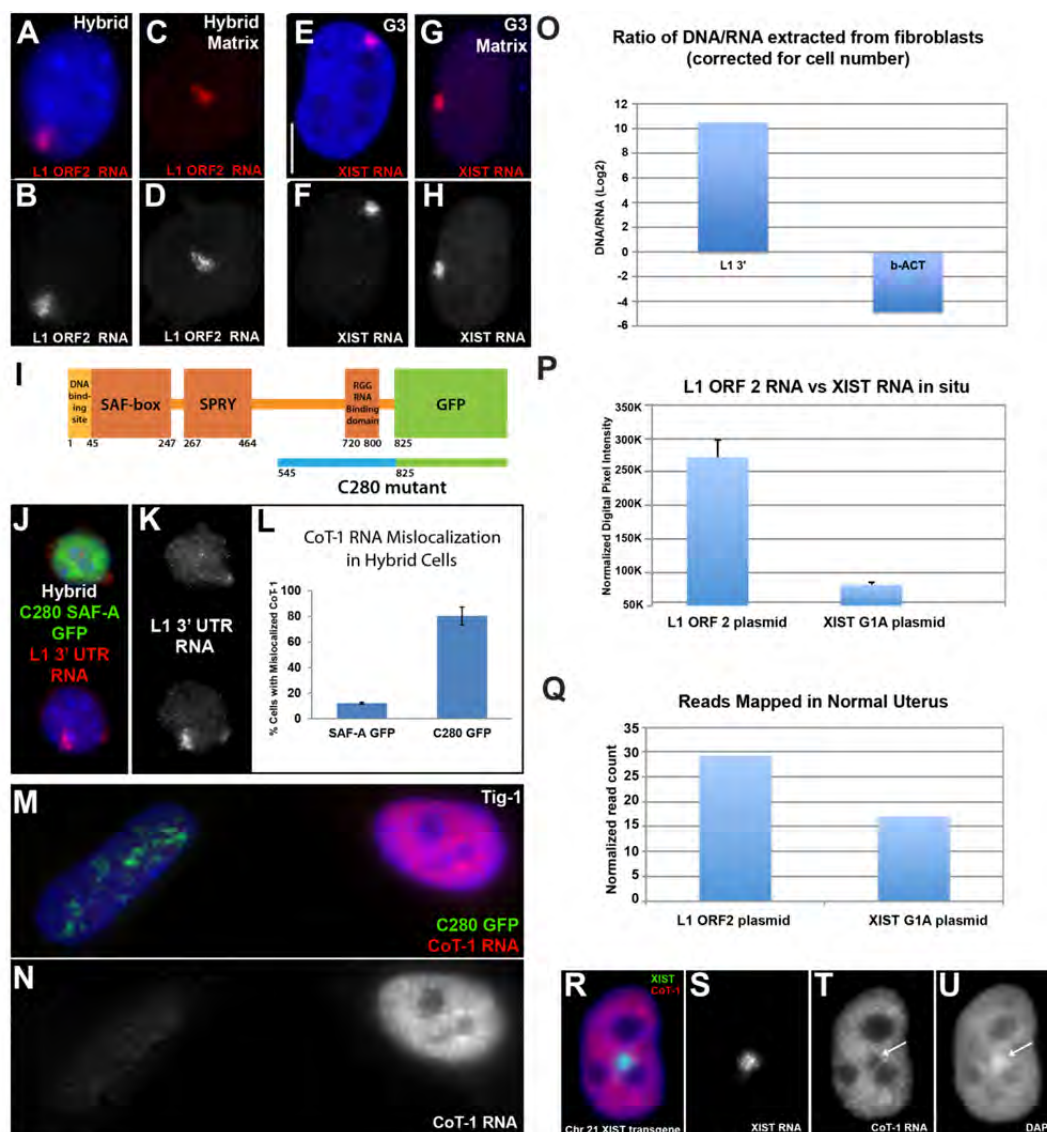 A
Hybrid
L1 ORF2 RNA
B
L1 ORF2 RNA
C
Hybrid
Matrix
L1 ORF2 RNA
D
L1 ORF2 RNA
E
G3
XIST RNA
F
XIST RNA
G
G3
Matrix
XIST RNA
H
XIST RNA
I
DNA
bind-
ing
site
SAF-box
SPRY
RGG
RNA
Binding
domain
GFP
1 45 247 267 464 720 800 825
545 825
C280 mutant
J
Hybrid
C280 SAF-A
GFP
L1 3' UTR
RNA
K
L1 3' UTR
RNA
L
CoT-1 RNA Mislocalization
in Hybrid Cells
% Cells with Mislocalized CoT-1
100
80
60
40
20
0
SAF-A GFP
C280 GFP
M
Tig-1
C280 GFP
CoT-1 RNA
N
CoT-1 RNA
O
Ratio of DNA/RNA extracted from fibroblasts
(corrected for cell number)
DNA/RNA (Log2)
12
10
8
6
4
2
0
-2
-4
-6
L1 3'
b-ACT
P
L1 ORF 2 RNA vs XIST RNA in situ
Normalized Digital Pixel Intensity
350K
300K
250K
200K
150K
100K
50K
L1 ORF 2 plasmid
XIST G1A plasmid
Q
Reads Mapped in Normal Uterus
Normalized read count
35
30
25
20
15
10
5
0
L1 ORF2 plasmid
XIST G1A plasmid
R
XIST
CoT-1
Chr 21 XIST transgene
S
XIST RNA
T
CoT-1 RNA
U
DAPI